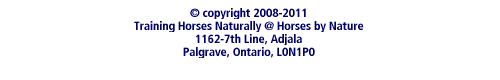 © copyright 2008-2011
Training Horses Naturally @ Horses by Nature
1162-7th Line, Adjala
Palgrave, Ontario, L0N1P0